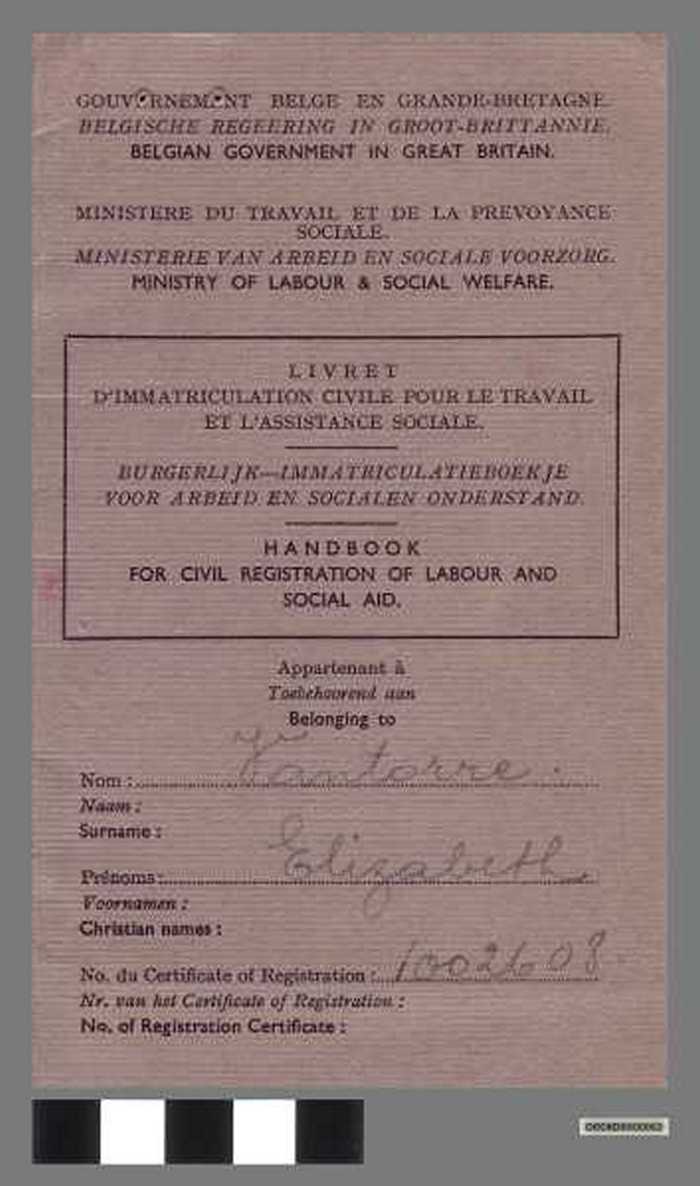 GOUVERNEMENT BELGE EN GRANDE-BRETAGNE.
BELGISCHE REGEERING IN GROOT-BRITTANNIE.
BELGIAN GOVERNMENT IN GREAT BRITAIN.
MINISTERE DU TRAVAIL ET DE LA PREVOYANCE
SOCIALE.
MINISTERIE VAN ARBEID EN SOCIALE VOORZORG.
MINISTRY OF LABOUR & SOCIAL WELFARE.
LIVRET
D'IMMATRICULATION CIVILE POUR LE TRAVAIL
ET L'ASSISTANCE SOCIALE.
BURGERLIJK—IMMATRICULATIEBOEKJE
VOOR ARBEID EN SOCIALEN ONDERSTAND.
HANDBOOK
FOR CIVIL REGISTRATION OF LABOUR AND
SOCIAL AID.
Appartenant à
Toebehoorend aan
Belonging to
Nom : Vantorre.
Naam :
Surname :
Prénoms : Elizabeth
Voornamen :
Christian names :
No. du Certificate of Registration : 1002608
Nr. van het Certificate of Registration :
No. of Registration Certificate :